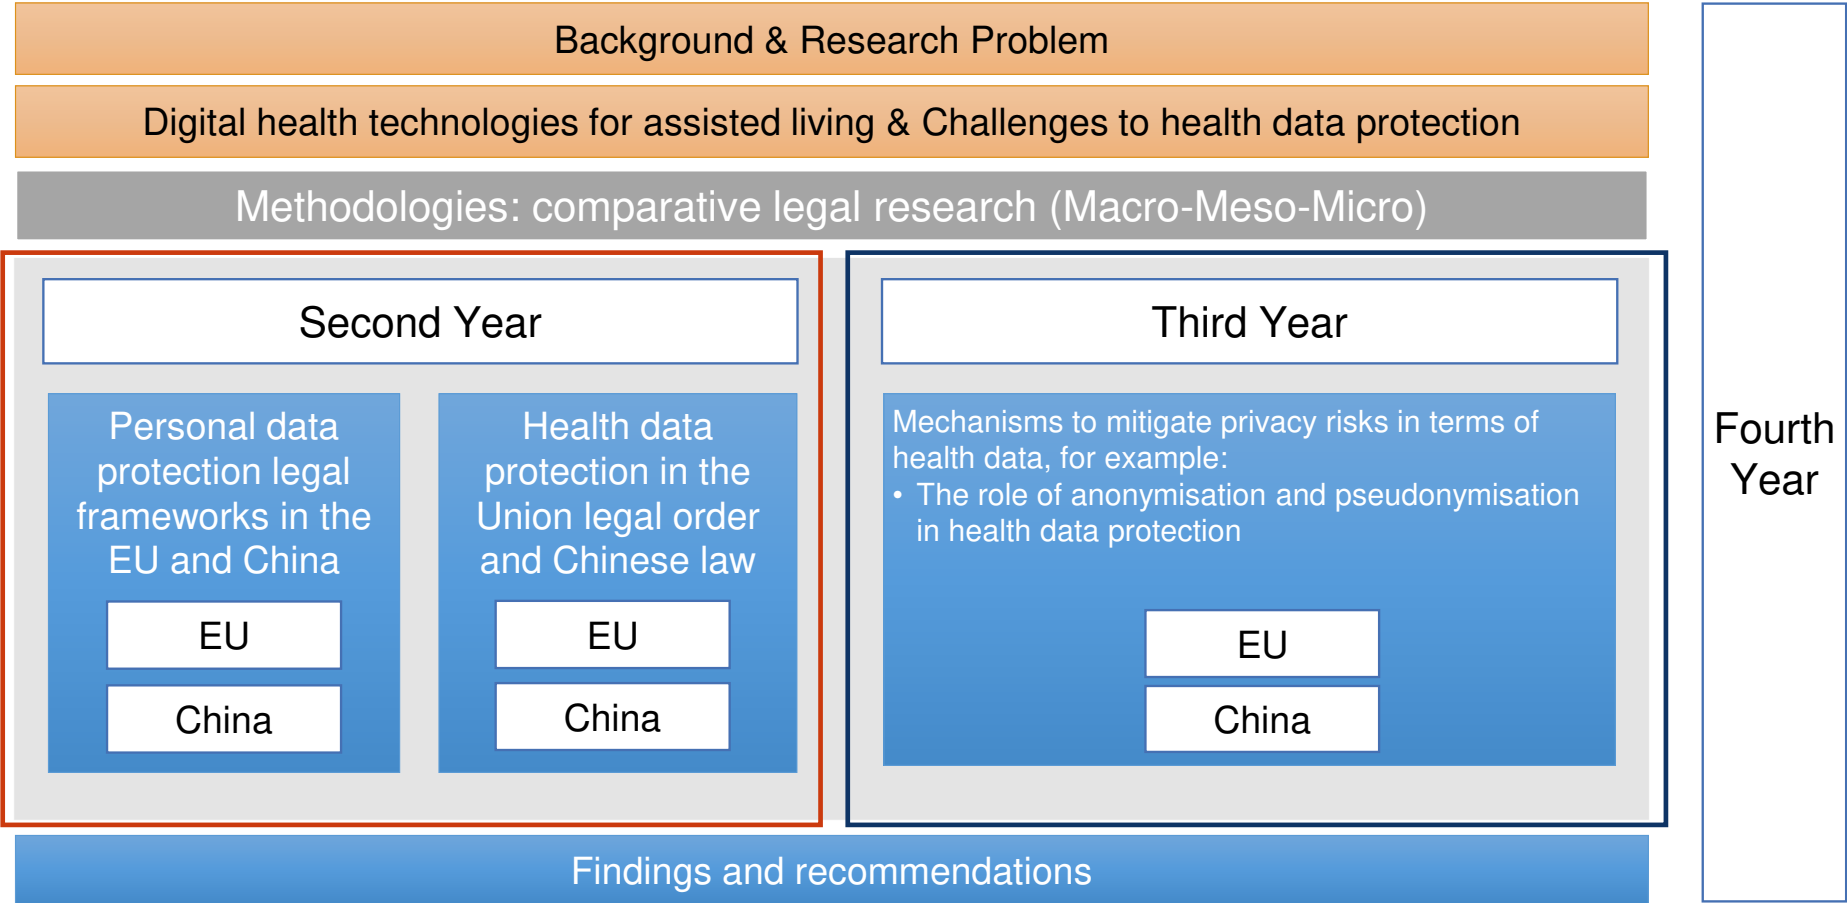 Background & Research Problem
Digital health technologies for assisted living & Challenges to health data protection
Methodologies: comparative legal research (Macro-Meso-Micro)
Second Year
Personal data
protection legal
frameworks in the
EU and China
EU
China
Health data
protection in the
Union legal order
and Chinese law
EU
China
Third Year
Mechanisms to mitigate privacy risks in terms of
health data, for example:
• The role of anonymisation and pseudonymisation
in health data protection
EU
China
Findings and recommendations
Fourth
Year